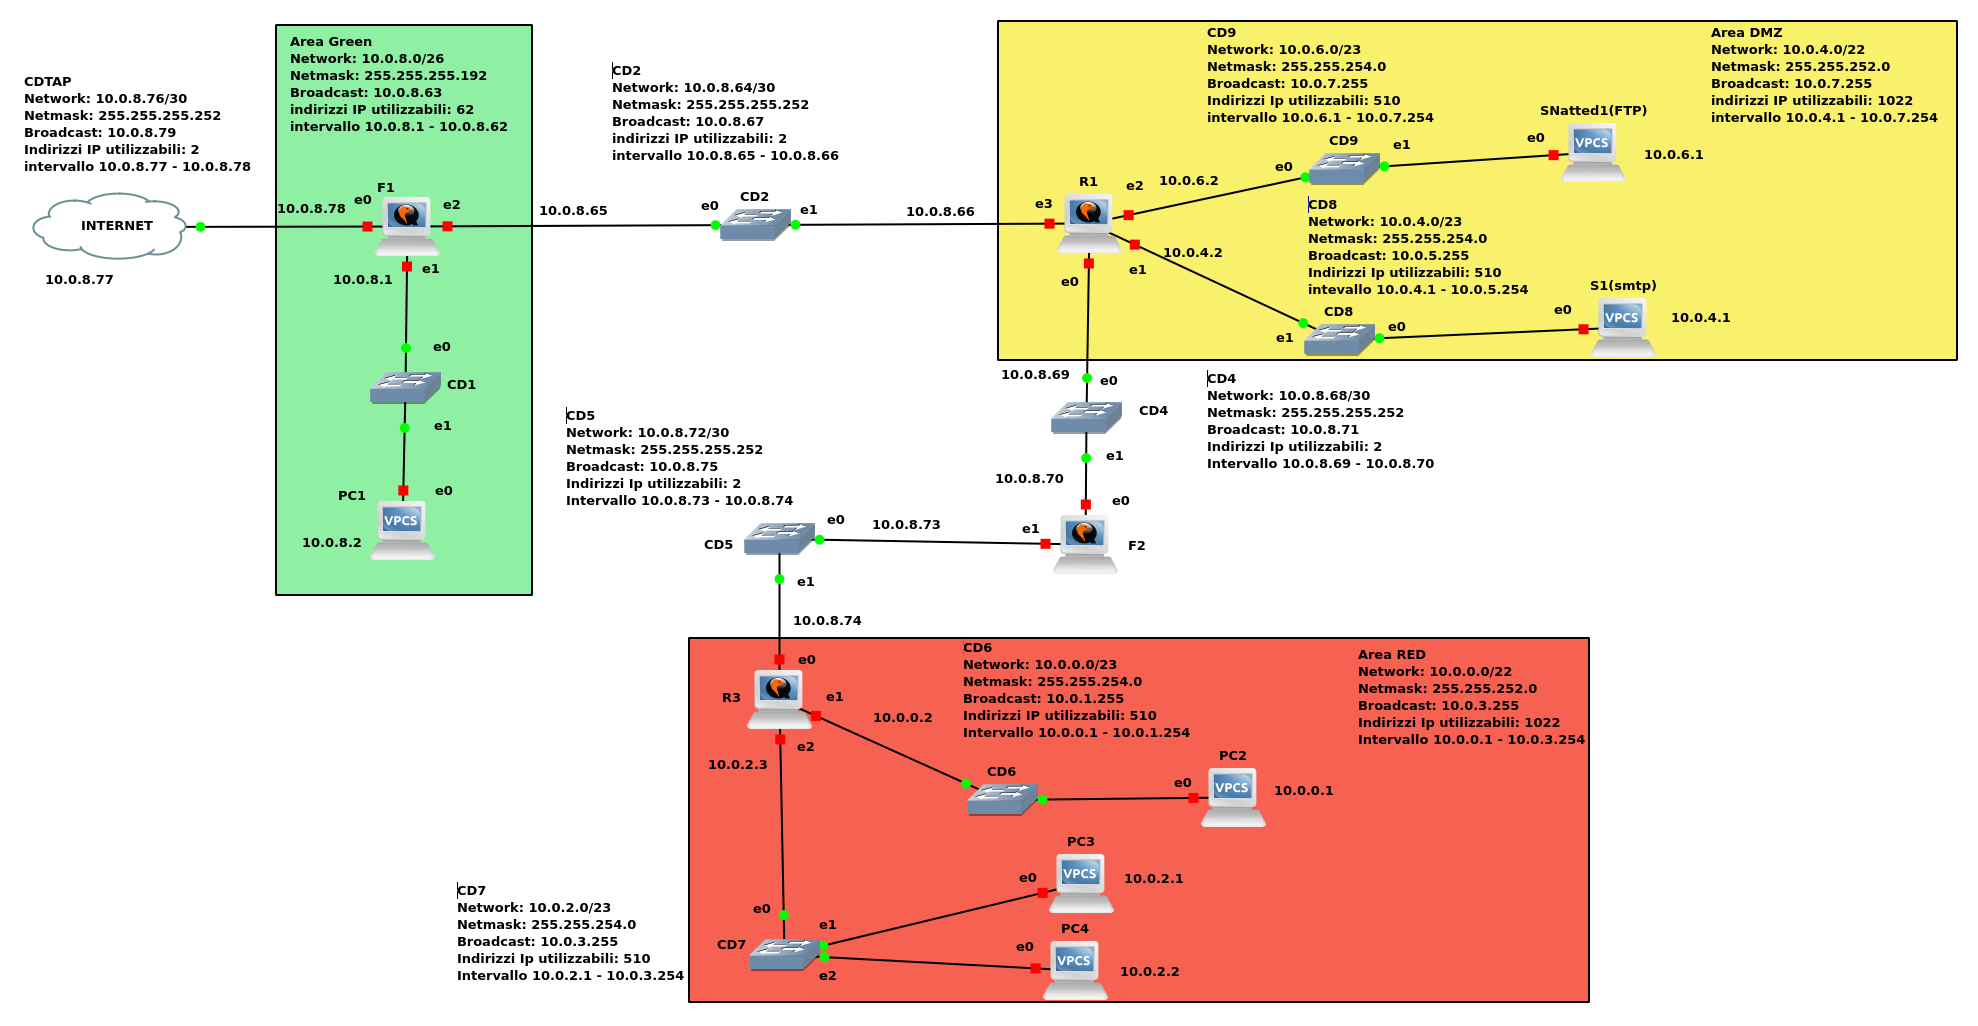 CDTAP
Network: 10.0.8.76/30
Netmask: 255.255.255.252
Broadcast: 10.0.8.79
Indirizzi IP utilizzabili: 2
intervallo 10.0.8.77 - 10.0.8.78
INTERNET
10.0.8.77
Area Green
Network: 10.0.8.0/26
Netmask: 255.255.255.192
Broadcast: 10.0.8.63
indirizzi IP utilizzabili: 62
intervallo 10.0.8.1 - 10.0.8.62
F1
10.0.8.78
e0
e2
10.0.8.1
e1
e0
CD1
e1
PC1
e0
VPCS
10.0.8.2
CD2
Network: 10.0.8.64/30
Netmask: 255.255.255.252
Broadcast: 10.0.8.67
indirizzi IP utilizzabili: 2
intervallo 10.0.8.65 - 10.0.8.66
10.0.8.65
e0
CD2
e1
10.0.8.66
CD9
Network: 10.0.6.0/23
Netmask: 255.255.254.0
Broadcast: 10.0.7.255
Indirizzi Ip utilizzabili: 510
intervallo 10.0.6.1 - 10.0.7.254
Area DMZ
Network: 10.0.4.0/22
Netmask: 255.255.252.0
Broadcast: 10.0.7.255
indirizzi IP utilizzabili: 1022
intervallo 10.0.4.1 - 10.0.7.254
SNatted1(FTP)
e0
VPCS
10.0.6.1
CD9
e0
e1
R1
e3
e2
10.0.6.2
10.0.4.2
e1
e0
CD8
Network: 10.0.4.0/23
Netmask: 255.255.254.0
Broadcast: 10.0.5.255
Indirizzi Ip utilizzabili: 510
intevallo 10.0.4.1 - 10.0.5.254
CD8
e1
e0
S1(smtp)
e0
VPCS
10.0.4.1
10.0.8.69
e0
CD4
e1
10.0.8.70
e0
CD4
Network: 10.0.8.68/30
Netmask: 255.255.255.252
Broadcast: 10.0.8.71
Indirizzi Ip utilizzabili: 2
Intervallo 10.0.8.69 - 10.0.8.70
CD5
Network: 10.0.8.72/30
Netmask: 255.255.255.252
Broadcast: 10.0.8.75
Indirizzi Ip utilizzabili: 2
Intervallo 10.0.8.73 - 10.0.8.74
CD5
e0
10.0.8.73
e1
F2
e1
10.0.8.74
e0
R3
e1
10.0.0.2
e2
10.0.2.3
CD6
Network: 10.0.0.0/23
Netmask: 255.255.254.0
Broadcast: 10.0.1.255
Indirizzi IP utilizzabili: 510
Intervallo 10.0.0.1 - 10.0.1.254
Area RED
Network: 10.0.0.0/22
Netmask: 255.255.252.0
Broadcast: 10.0.3.255
Indirizzi Ip utilizzabili: 1022
Intervallo 10.0.0.1 - 10.0.3.254
CD6
PC2
e0
VPCS
10.0.0.1
PC3
e0
VPCS
10.0.2.1
PC4
e0
VPCS
10.0.2.2
e0
CD7
e1
e2
CD7
Network: 10.0.2.0/23
Netmask: 255.255.254.0
Broadcast: 10.0.3.255
Indirizzi Ip utilizzabili: 510
Intervallo 10.0.2.1 - 10.0.3.254